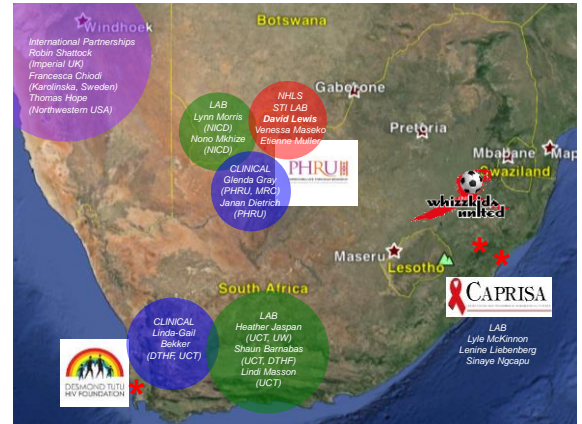 Botswana
Windhoek
International Partnerships
Robin Shattock
(Imperial UK)
Francesca Chiodi
(Karolinska, Sweden)
Thomas Hope
(Northwestern USA)
LAB
Lynn Morris
(NICD)
Nono Mkhize
(NICD)
NHLS
STI LAB
David Lewis
Venessa Maseko
Etienne Muller
Gaborone
Pretoria
Mbabane
Map
Swaziland
PHRU
CLINICAL
Glenda Gray
(PHRU, MRC)
Janan Dietrich
(PHRU)
whizzkids
united
Maseru
Lesotho
South Africa
CAPRISA
LAB
Lyle McKinnon
Lenine Liebenberg
Sinaye Ngcapu
CLINICAL
Linda-Gail
Bekker
(DTHF, UCT)
LAB
Heather Jaspan
(UCT, UW)
Shaun Barnabas
(UCT, DTHF)
Lindi Masson
(UCT)
DESMOND TUTU
HIV FOUNDATION